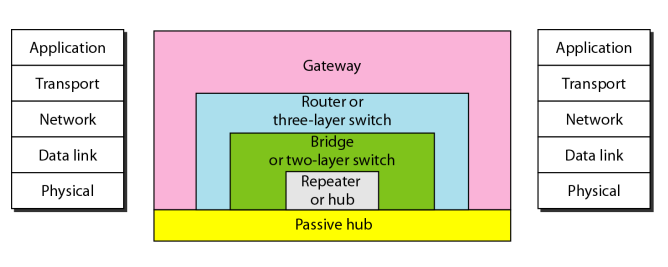 Application
Transport
Network
Data link
Physical
Gateway
Router or
three-layer switch
Bridge
or two-layer switch
Repeater
or hub
Passive hub
Application
Transport
Network
Data link
Physical